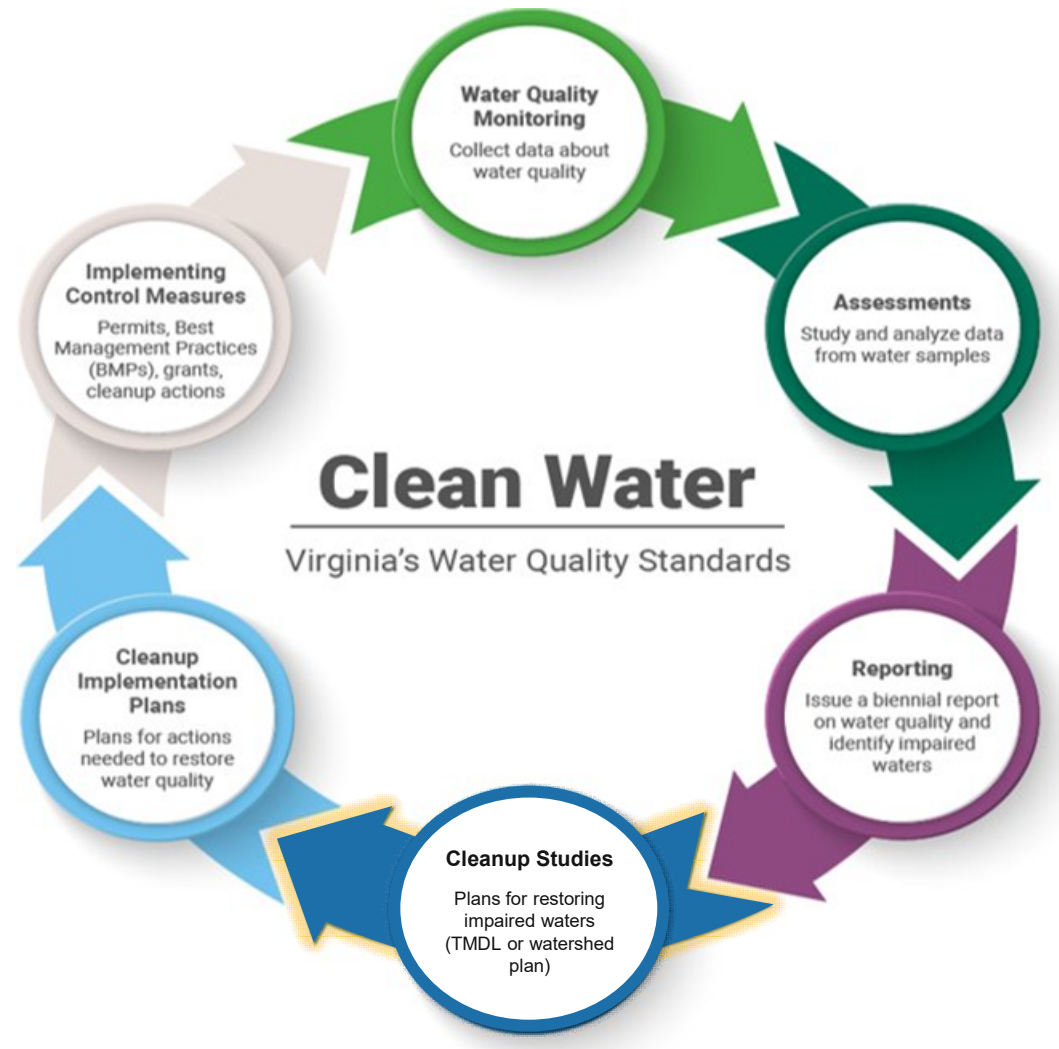 Water Quality
Monitoring
Collect data about
water quality
Assessments
Study and analyze data
from water samples
Reporting
Issue a biennial report
on water quality and
identify impaired
waters
Cleanup Studies
Plans for restoring
impaired waters
(TMDL or watershed
plan)
Cleanup
Implementation
Plans
Plans for actions
needed to restore
water quality
Implementing
Control Measures
Permits, Best
Management Practices
(BMPs), grants,
cleanup actions
Clean Water
Virginia's Water Quality Standards